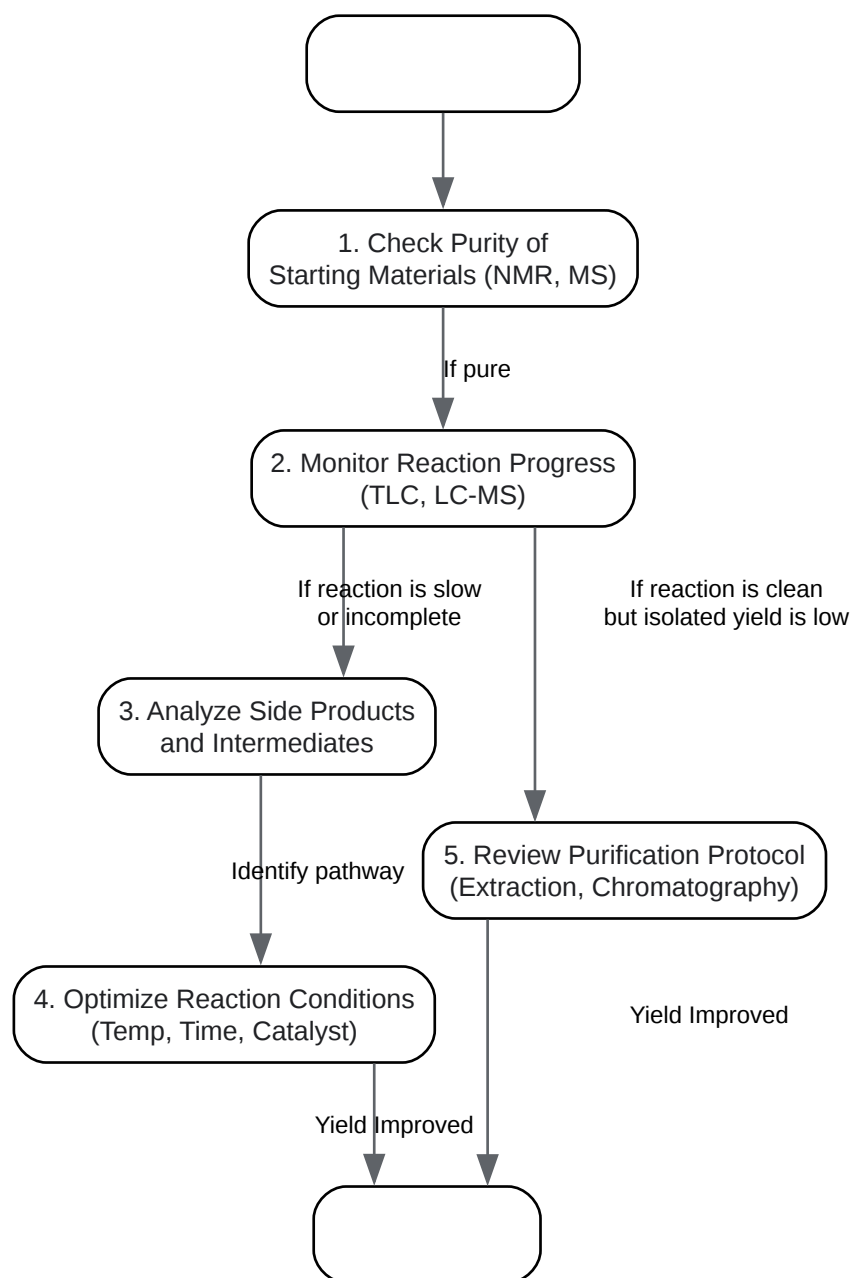 1. Check Purity of
Starting Materials (NMR, MS)
If pure
2. Monitor Reaction Progress
(TLC, LC-MS)
If reaction is slow
or incomplete
If reaction is clean
but isolated yield is low
3. Analyze Side Products
and Intermediates
Identify pathway
5. Review Purification Protocol
(Extraction, Chromatography)
4. Optimize Reaction Conditions
(Temp, Time, Catalyst)
Yield Improved
Yield Improved